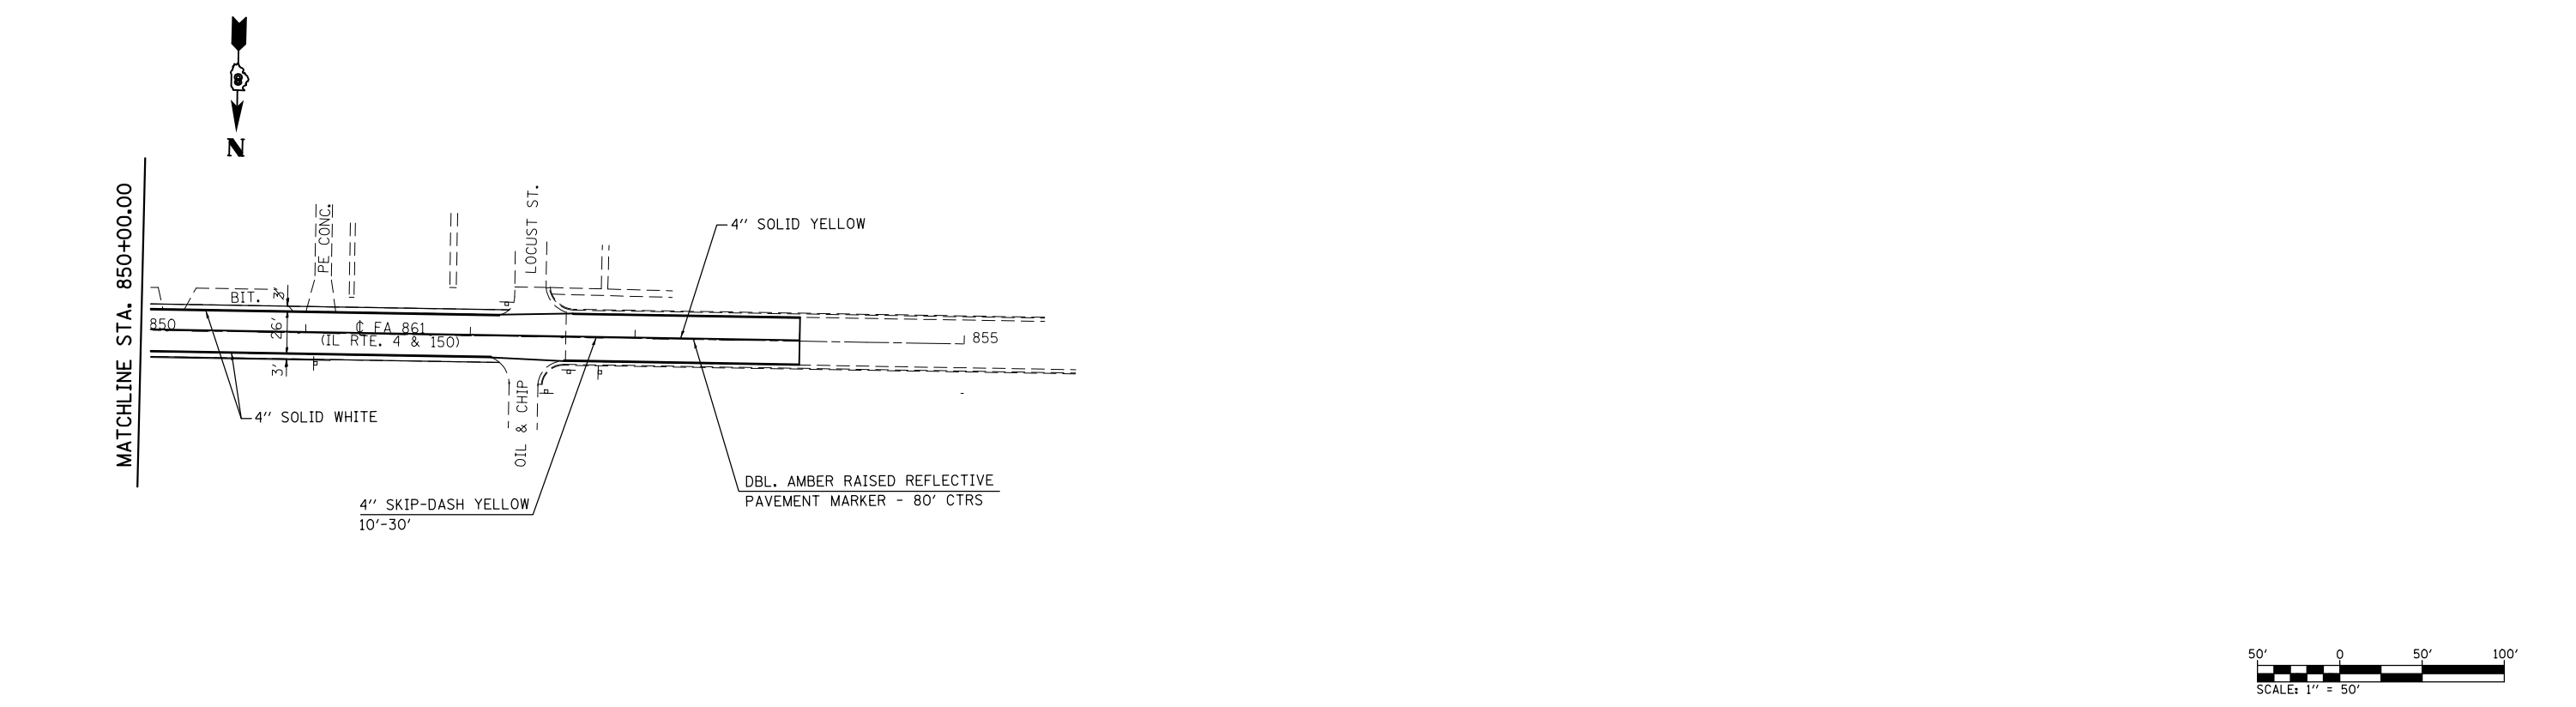 8
N
MATCHLINE STA. 850+00.00
PE CONC.
LOCUST ST.
4'' SOLID YELLOW
BIT.
3'
850
26'
℄ FA 861
(IL RTE. 4 & 150)
855
3'
OIL & CHIP
4'' SOLID WHITE
DBL. AMBER RAISED REFLECTIVE
PAVEMENT MARKER - 80' CTRS
4'' SKIP-DASH YELLOW
10'-30'
50' 0 50' 100'
SCALE: 1'' = 50'